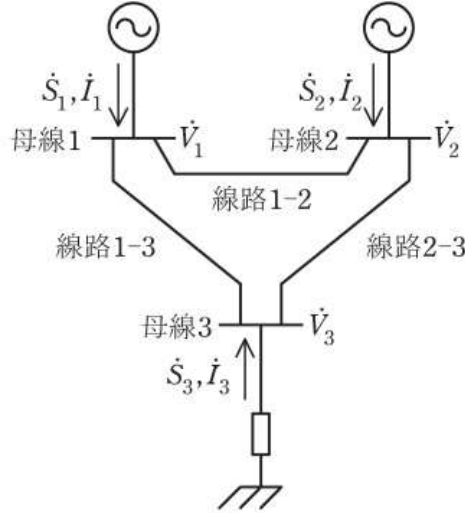 Ṡ₁, İ₁
Ṡ₂, İ₂
母線1
V̇₁
母線2
V̇₂
線路1-2
線路1-3
線路2-3
母線3
V̇₃
Ṡ₃, İ₃